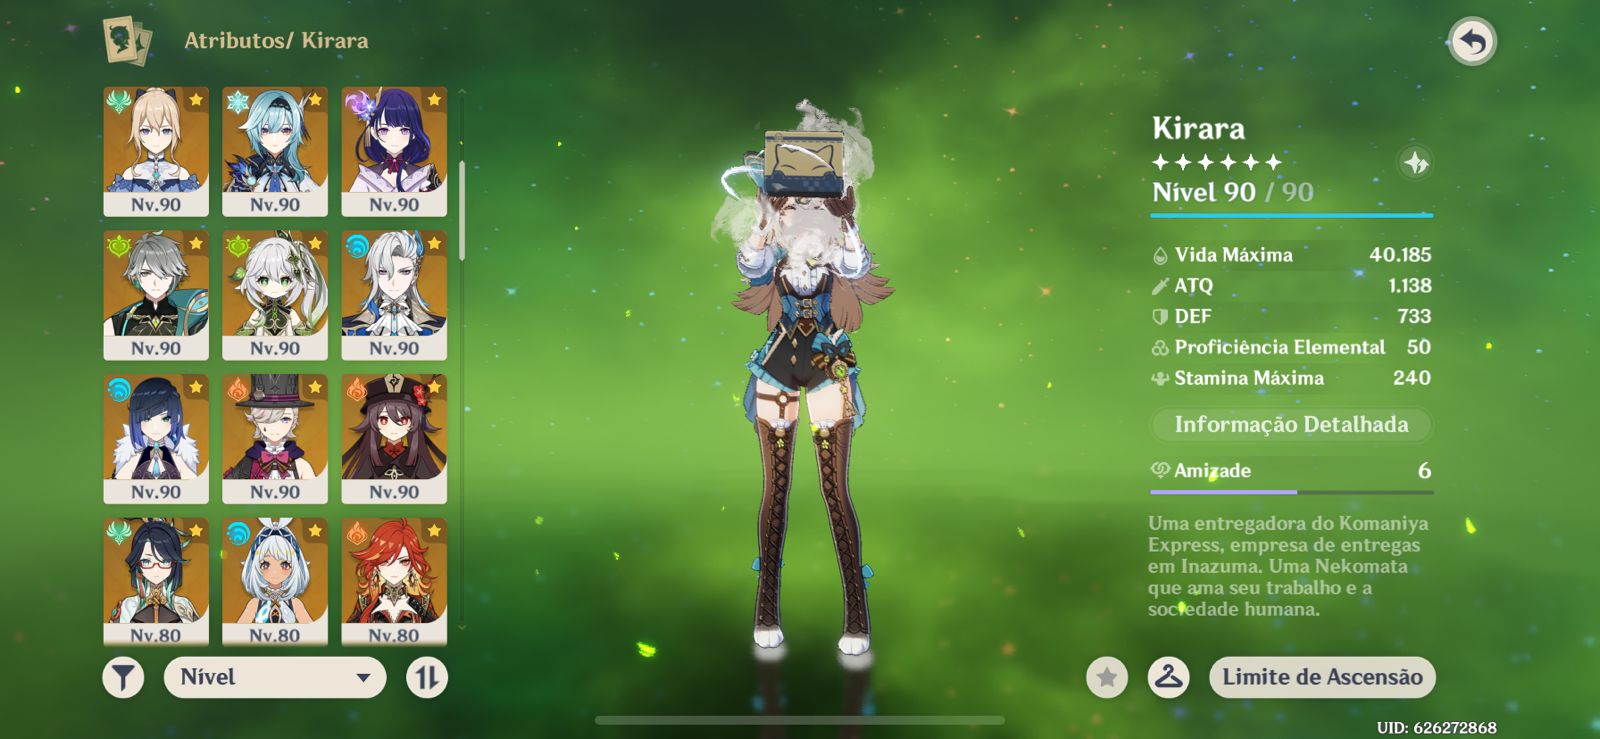 Atributos/ Kirara
Nv.90
Nv.90
Nv.90
Nv.90
Nv.90
Nv.90
Nv.90
Nv.90
Nv.90
Nv.80
Nv.80
Nv.80
Nível
Kirara
Nível 90 / 90
Vida Máxima 40.185
ATQ 1.138
DEF 733
Proficiência Elemental 50
Stamina Máxima 240
Informação Detalhada
Amizade 6
Uma entregadora do Komaniya
Express, empresa de entregas
em Inazuma. Uma Nekomata
que ama seu trabalho e a
sociedade humana.
Limite de Ascensão
UID: 626272868